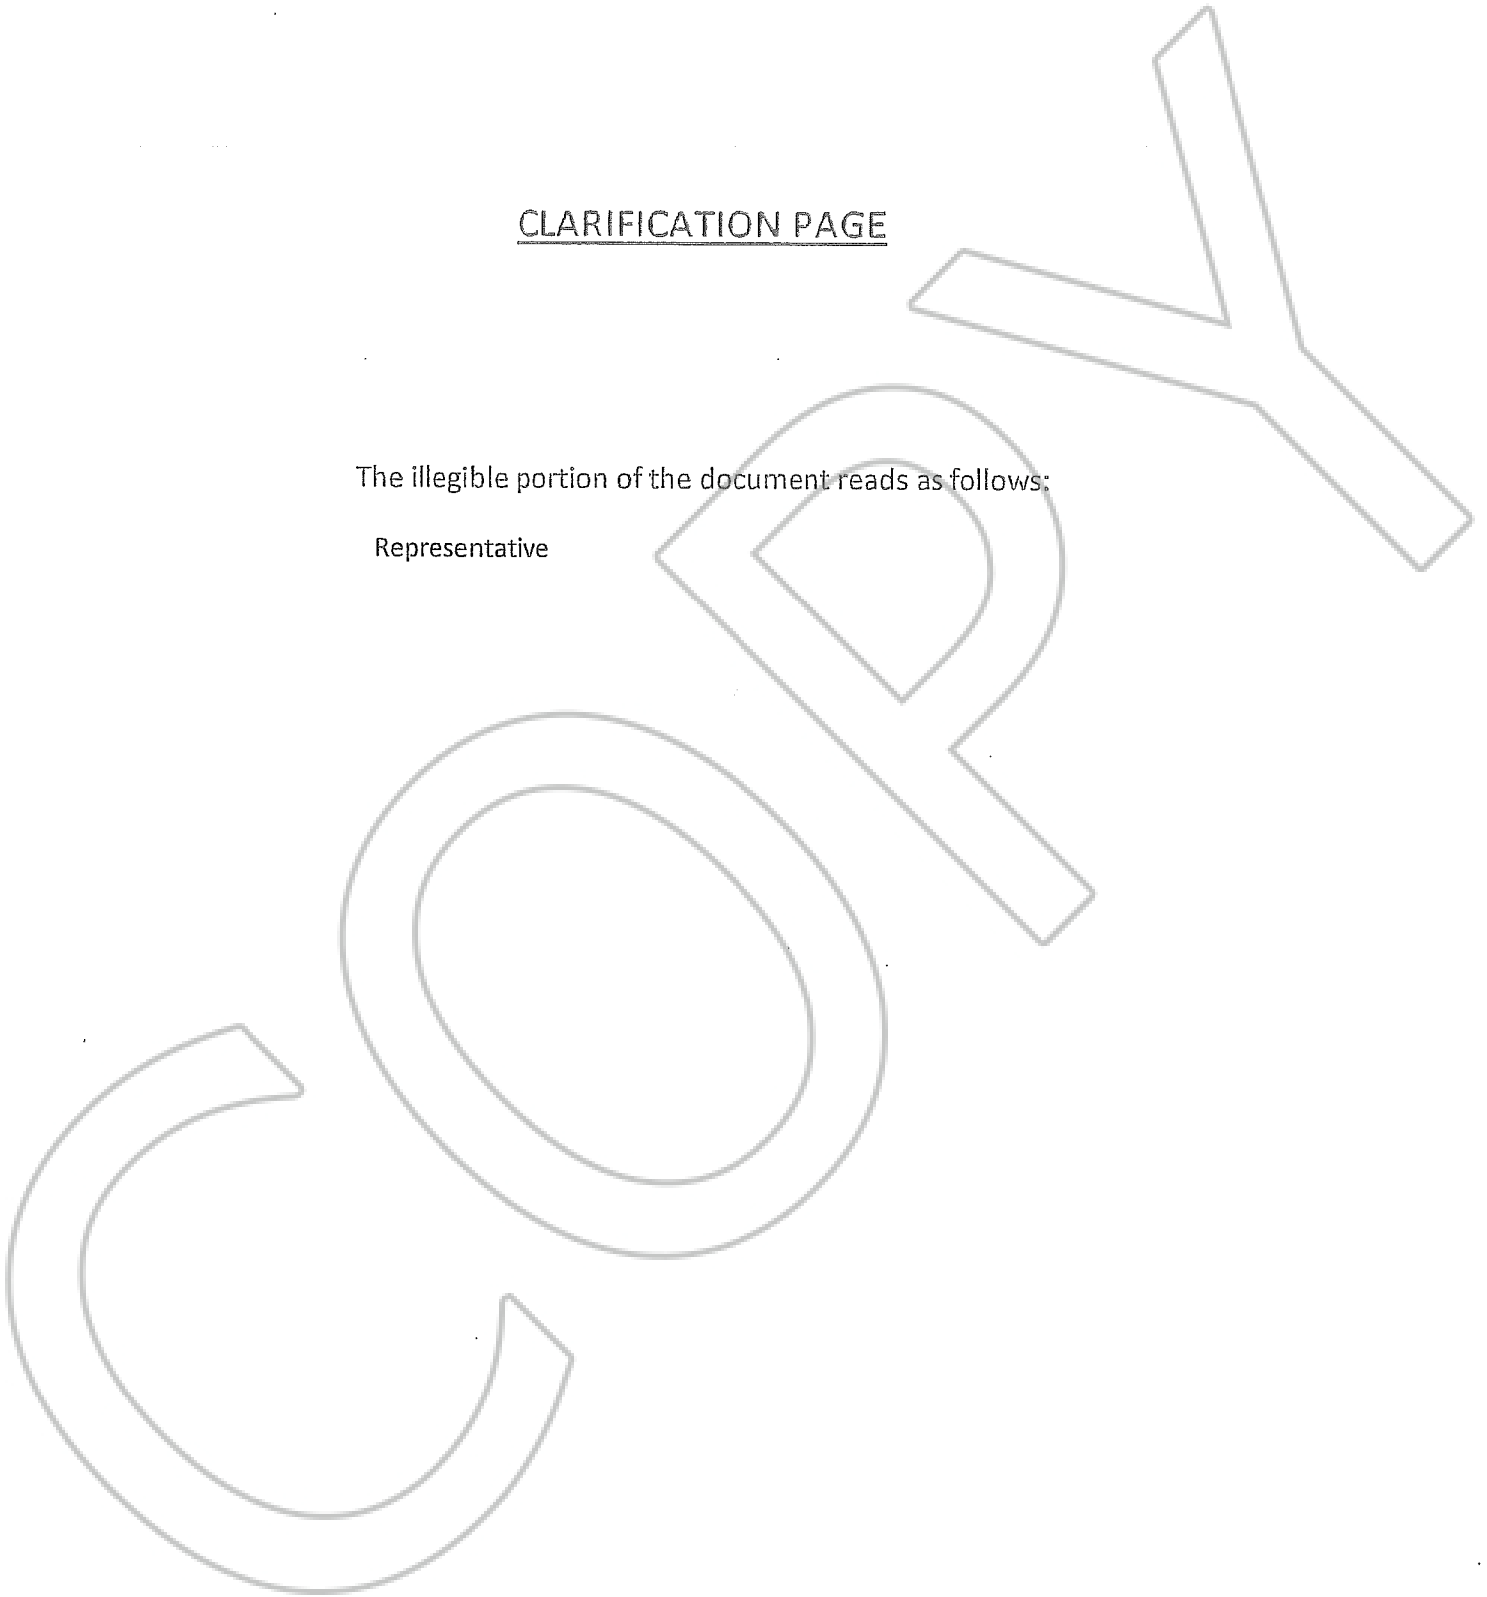 CLARIFICATION PAGE
The illegible portion of the document reads as follows:
Representative
COPY